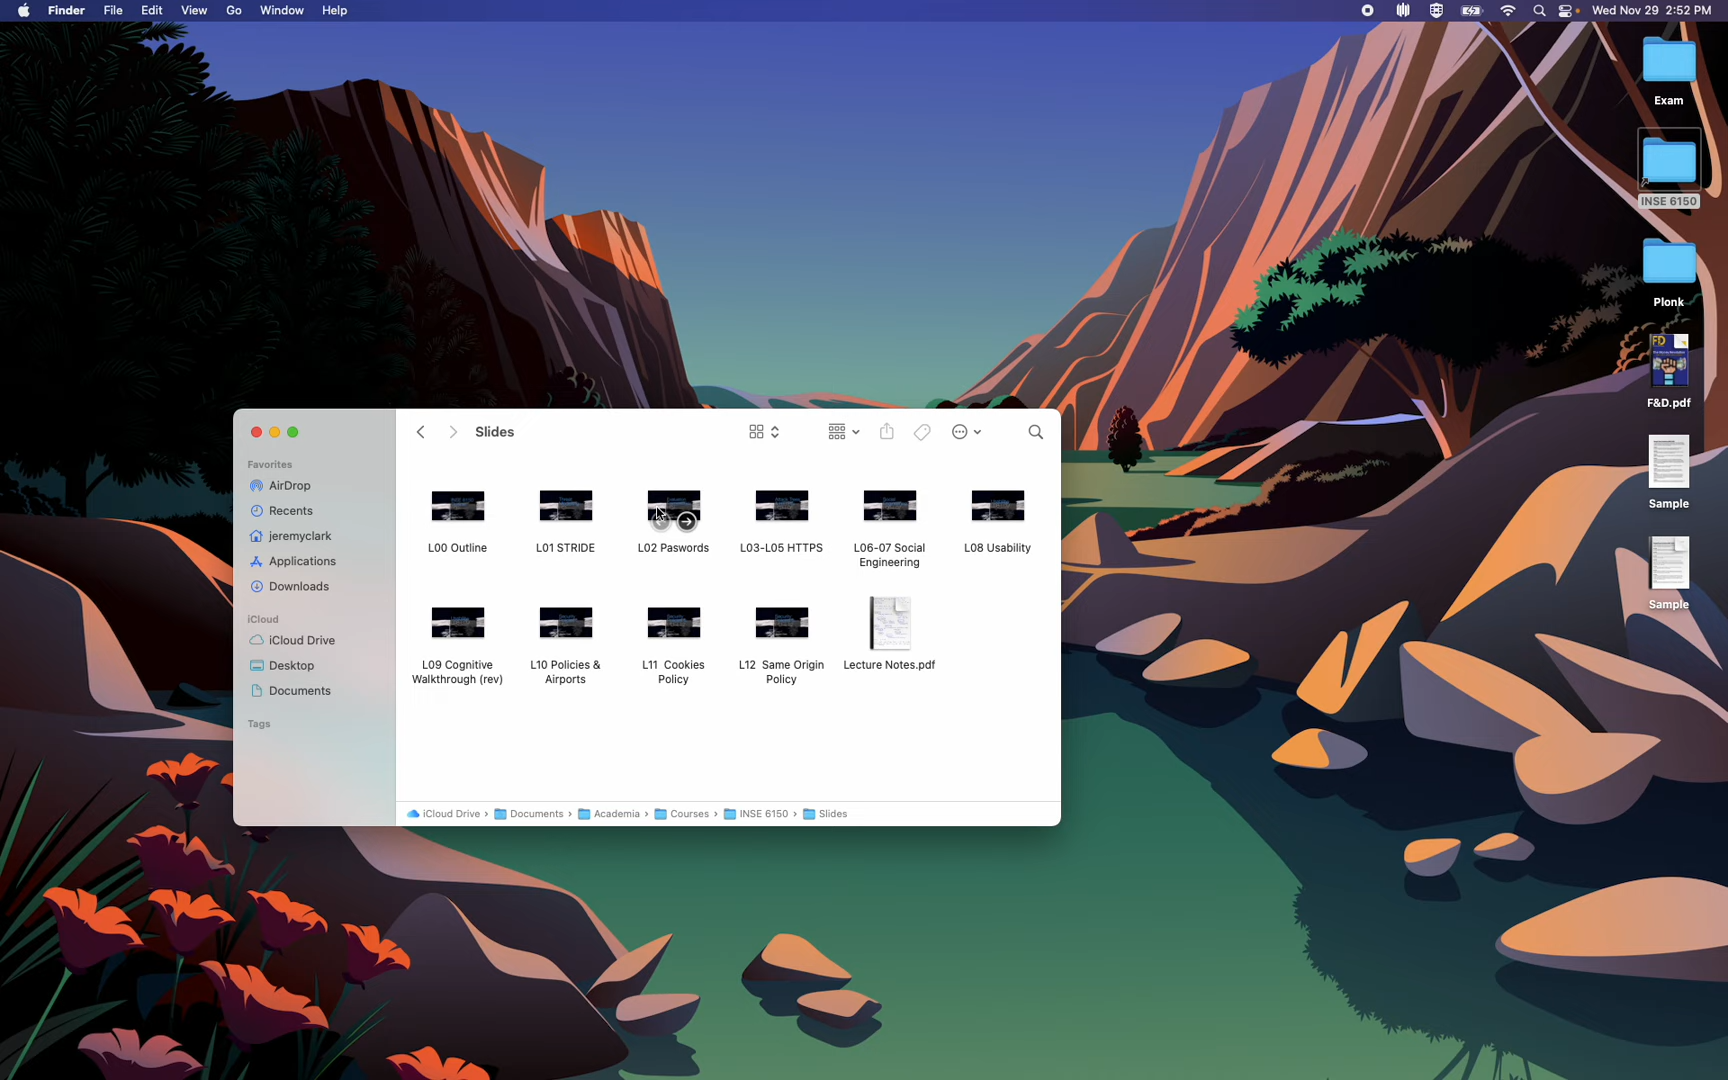 Finder File Edit View Go Window Help
Wed Nov 29 2:52 PM
Exam
INSE 6150
Plonk
FD
F&D.pdf
Sample
Sample
Slides
Favorites
AirDrop
Recents
jeremyclark
Applications
Downloads
iCloud
iCloud Drive
Desktop
Documents
Tags
L00 Outline
L01 STRIDE
L02 Paswords
L03-L05 HTTPS
L06-07 Social
Engineering
L08 Usability
L09 Cognitive
Walkthrough (rev)
L10 Policies &
Airports
L11 Cookies
Policy
L12 Same Origin
Policy
Lecture Notes.pdf
iCloud Drive › Documents › Academia › Courses › INSE 6150 › Slides